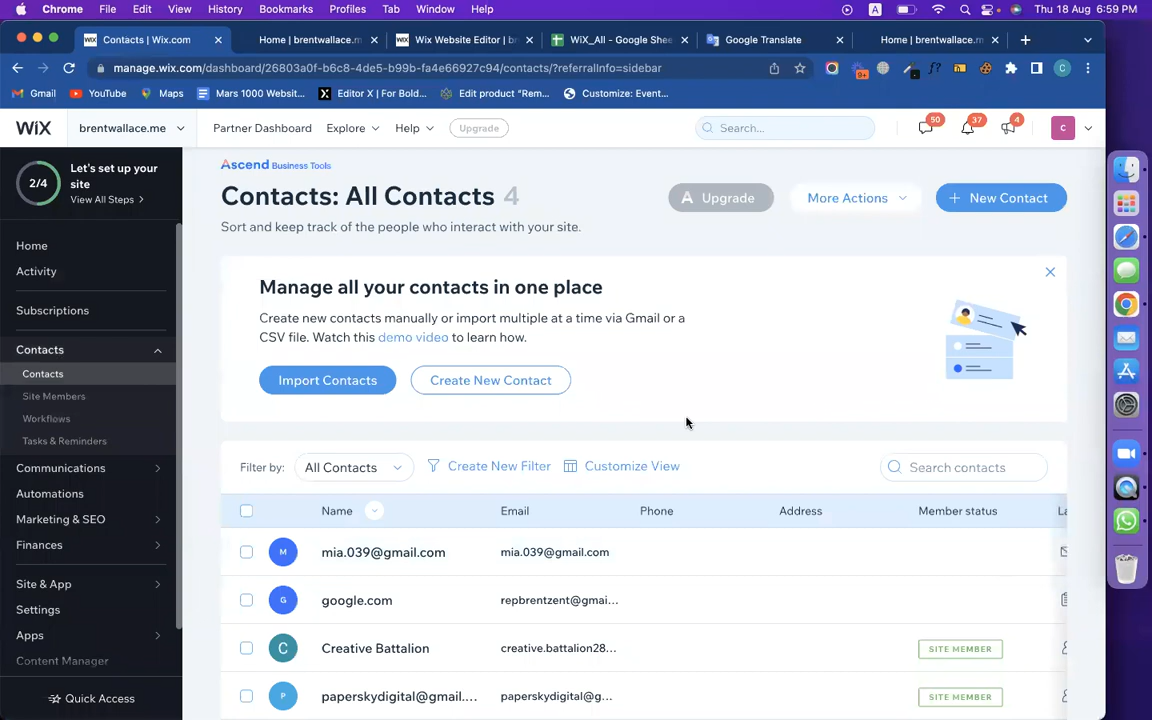 Chrome File Edit View History Bookmarks Profiles Tab Window Help A Thu 18 Aug 6:59 PM
Contacts | Wix.com Home | brentwallace.m WIX Wix Website Editor | br WiX_All - Google Shee Google Translate Home | brentwallace.m
manage.wix.com/dashboard/26803a0f-b6c8-4de5-b99b-fa4e66927c94/contacts/?referralInfo=sidebar 9+ f? C
Gmail YouTube Maps Mars 1000 Websit... X Editor X | For Bold... Edit product “Rem... Customize: Event...
WIX brentwallace.me Partner Dashboard Explore Help Upgrade Search... 50 37 4 C
2/4 Let's set up your
site
View All Steps
Home
Activity
Subscriptions
Contacts
Contacts
Site Members
Workflows
Tasks & Reminders
Communications
Automations
Marketing & SEO
Finances
Site & App
Settings
Apps
Content Manager
Quick Access
Ascend Business Tools
Contacts: All Contacts 4
A Upgrade More Actions + New Contact
Sort and keep track of the people who interact with your site.
Manage all your contacts in one place
Create new contacts manually or import multiple at a time via Gmail or a
CSV file. Watch this demo video to learn how.
Import Contacts Create New Contact
Filter by: All Contacts Create New Filter Customize View Search contacts
Name Email Phone Address Member status La
M mia.039@gmail.com mia.039@gmail.com
G google.com repbrentzent@gmai...
C Creative Battalion creative.battalion28... SITE MEMBER
P paperskydigital@gmail.... paperskydigital@g... SITE MEMBER